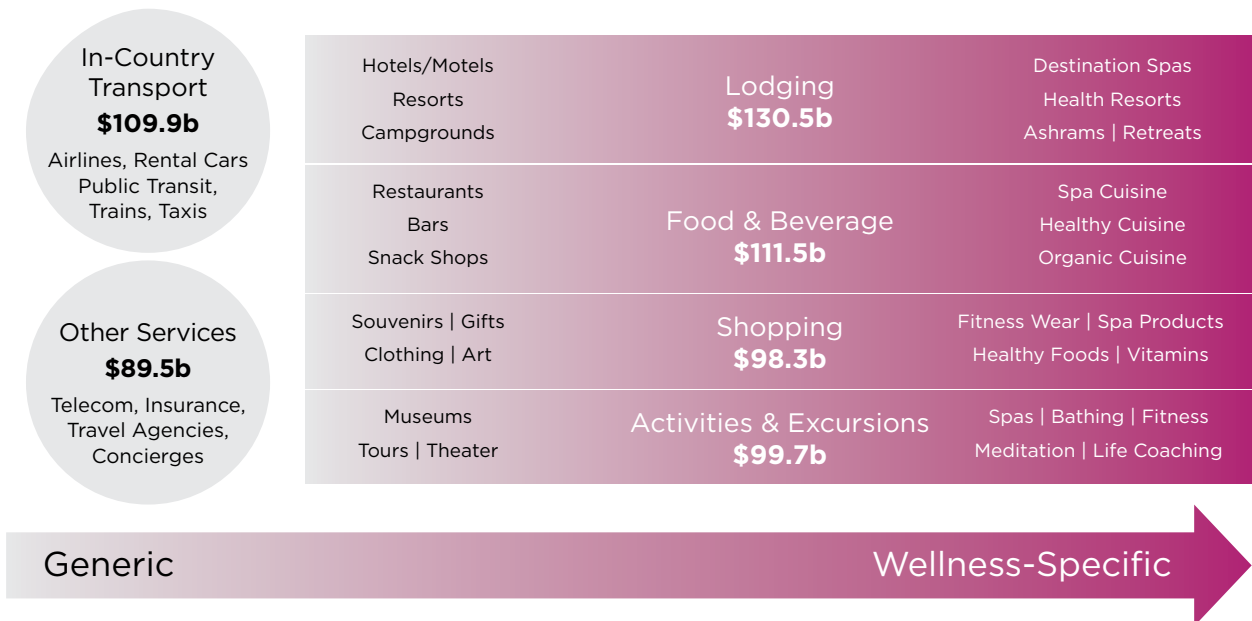 In-Country
Transport
$109.9b
Airlines, Rental Cars
Public Transit,
Trains, Taxis
Other Services
$89.5b
Telecom, Insurance,
Travel Agencies,
Concierges
Hotels/Motels
Resorts
Campgrounds
Lodging
$130.5b
Destination Spas
Health Resorts
Ashrams | Retreats
Restaurants
Bars
Snack Shops
Food & Beverage
$111.5b
Spa Cuisine
Healthy Cuisine
Organic Cuisine
Souvenirs | Gifts
Clothing | Art
Shopping
$98.3b
Fitness Wear | Spa Products
Healthy Foods | Vitamins
Museums
Tours | Theater
Activities & Excursions
$99.7b
Spas | Bathing | Fitness
Meditation | Life Coaching
Generic
Wellness-Specific